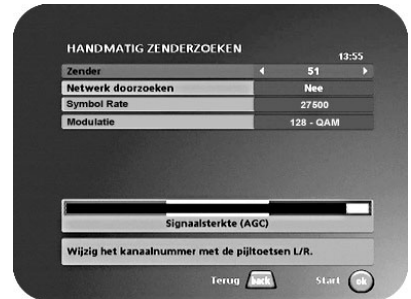 HANDMATIG ZENDERZOEKEN
13:55
Zender 51
Netwerk doorzoeken Nee
Symbol Rate 27500
Modulatie 128 - QAM
Signaalsterkte (AGC)
Wijzig het kanaalnummer met de pijltoetsen L/R.
Terug back Start ok